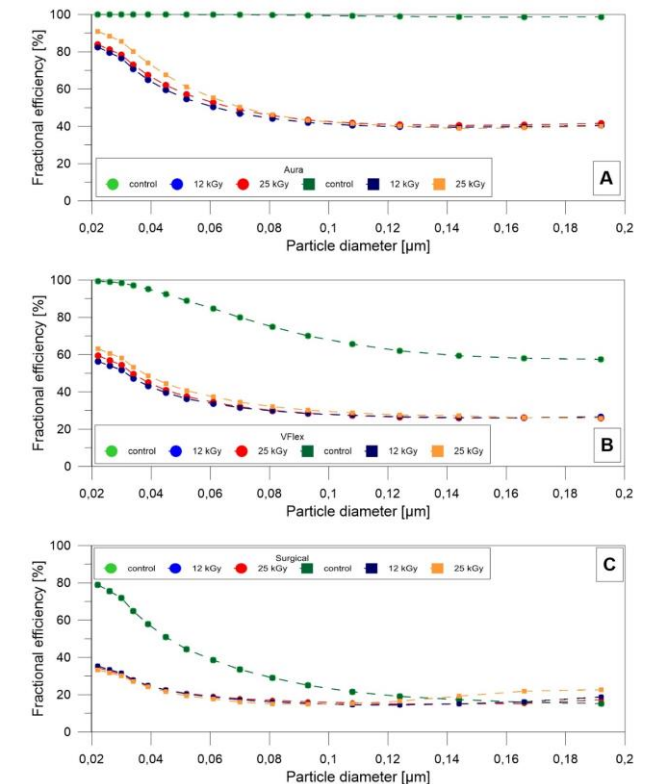 100
80
60
40
20
0
Fractional efficiency [%]
Aura
control 12 kGy 25 kGy control 12 kGy 25 kGy
A
0,02 0,04 0,06 0,08 0,1 0,12 0,14 0,16 0,18 0,2
Particle diameter [µm]
100
80
60
40
20
0
Fractional efficiency [%]
VFlex
control 12 kGy 25 kGy control 12 kGy 25 kGy
B
0,02 0,04 0,06 0,08 0,1 0,12 0,14 0,16 0,18 0,2
Particle diameter [µm]
100
80
60
40
20
0
Fractional efficiency [%]
Surgical
control 12 kGy 25 kGy control 12 kGy 25 kGy
C
0,02 0,04 0,06 0,08 0,1 0,12 0,14 0,16 0,18 0,2
Particle diameter [µm]